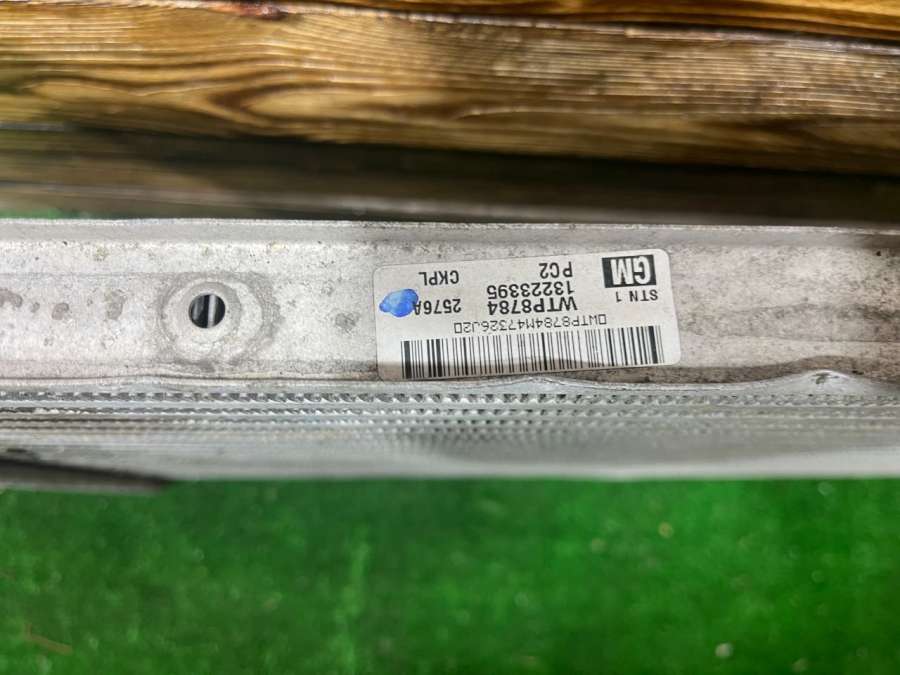 GM
STN 1
PC2
CKPL
13223395
WTP8784
2576A
0WTP8784M47326J20